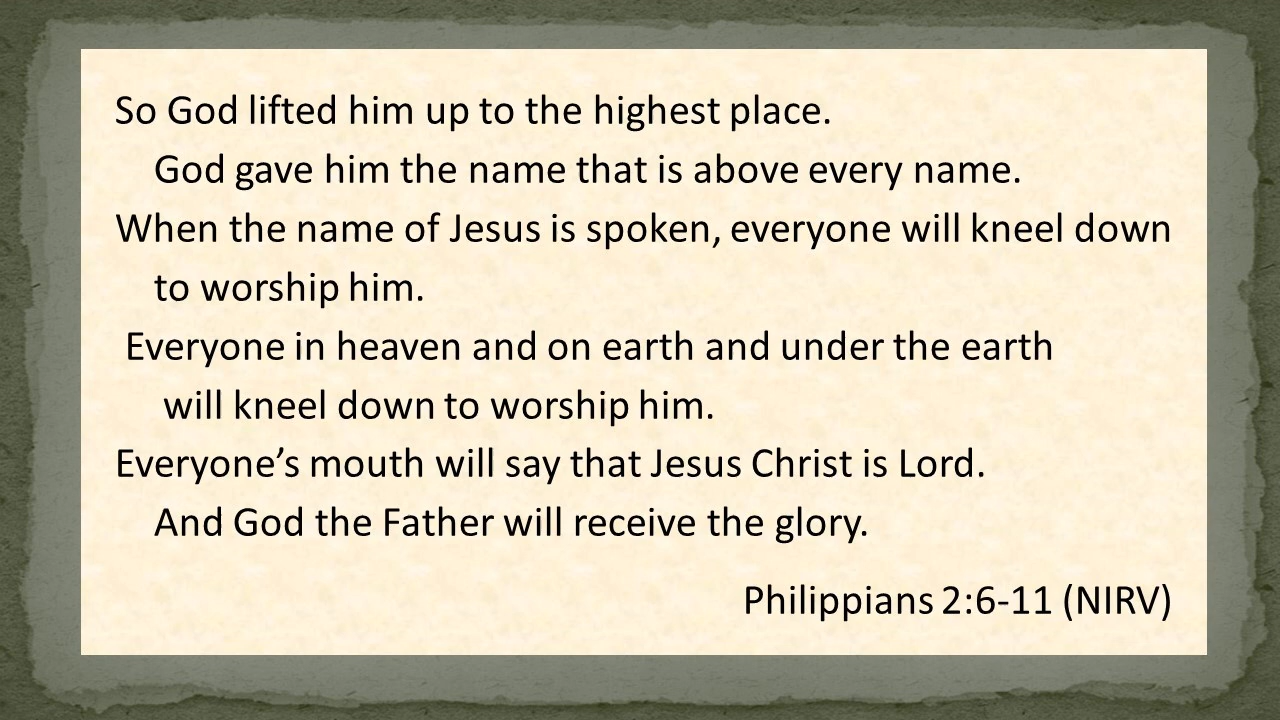 So God lifted him up to the highest place.
God gave him the name that is above every name.
When the name of Jesus is spoken, everyone will kneel down
to worship him.
Everyone in heaven and on earth and under the earth
will kneel down to worship him.
Everyone’s mouth will say that Jesus Christ is Lord.
And God the Father will receive the glory.
Philippians 2:6-11 (NIRV)